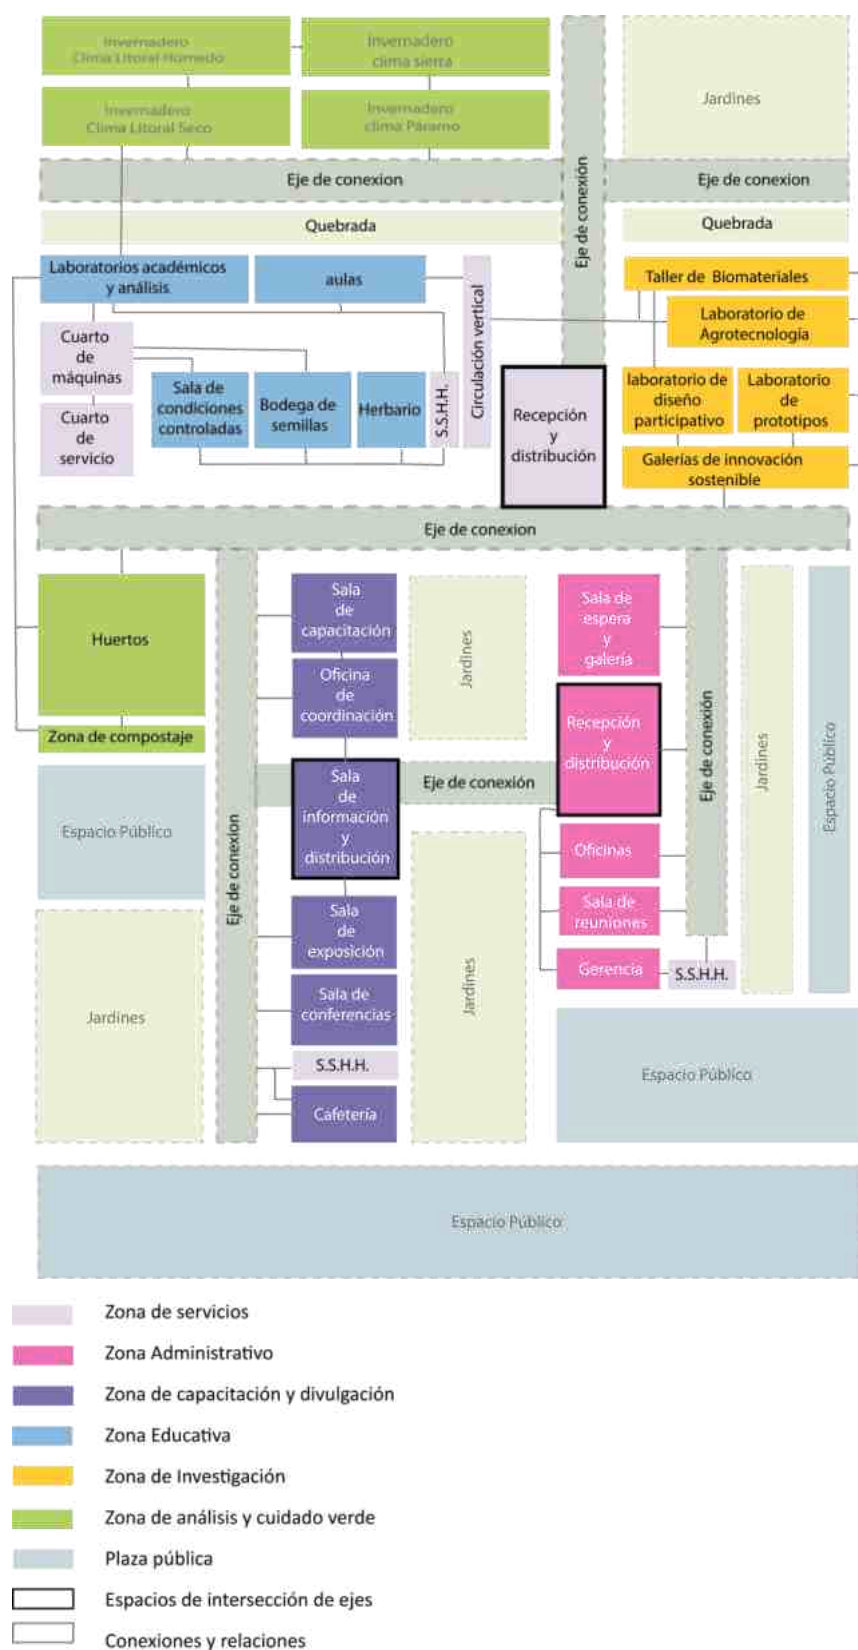 Invernadero
Clima Litoral Húmedo
Invernadero
clima sierra
Jardines
Invernadero
Clima Litoral Seco
Invernadero
clima Páramo
Eje de conexion
Eje de conexión
Eje de conexion
Quebrada
Quebrada
Laboratorios académicos
y análisis
aulas
Circulación vertical
Taller de Biomateriales
Laboratorio de
Agrotecnología
Cuarto
de
máquinas
Cuarto
de
servicio
Sala de
condiciones
controladas
Bodega de
semillas
Herbario
S.S.H.H.
Recepción
y
distribución
laboratorio de
diseño
participativo
Laboratorio
de
prototipos
Galerías de innovación
sostenible
Eje de conexion
Huertos
Zona de compostaje
Espacio Público
Jardines
Eje de conexion
Sala
de
capacitación
Oficina
de
coordinación
Sala
de
información
y
distribución
Sala
de
exposición
Sala de
conferencias
S.S.H.H.
Cafetería
Jardines
Eje de conexión
Jardines
Sala de
espera
y
galería
Recepción
y
distribución
Oficinas
Sala de
reuniones
Gerencia
S.S.H.H.
Eje de conexión
Jardines
Espacio Público
Espacio Público
Espacio Público
Zona de servicios
Zona Administrativo
Zona de capacitación y divulgación
Zona Educativa
Zona de Investigación
Zona de análisis y cuidado verde
Plaza pública
Espacios de intersección de ejes
Conexiones y relaciones